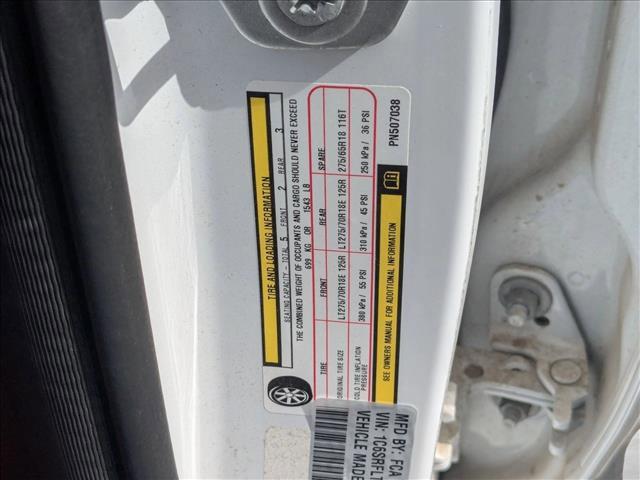 TIRE AND LOADING INFORMATION
SEATING CAPACITY - TOTAL 5 FRONT 2 REAR 3
THE COMBINED WEIGHT OF OCCUPANTS AND CARGO SHOULD NEVER EXCEED
699 KG OR 1543 LB
TIRE FRONT REAR SPARE
ORIGINAL TIRE SIZE LT275/70R18E 125R LT275/70R18E 125R 275/65R18 116T
COLD TIRE INFLATION PRESSURE 380 kPa / 55 PSI 310 kPa / 45 PSI 250 kPa / 36 PSI
SEE OWNERS MANUAL FOR ADDITIONAL INFORMATION
PN507038
MFD BY: FCA
VIN: 1C6SRFLT
VEHICLE MADE